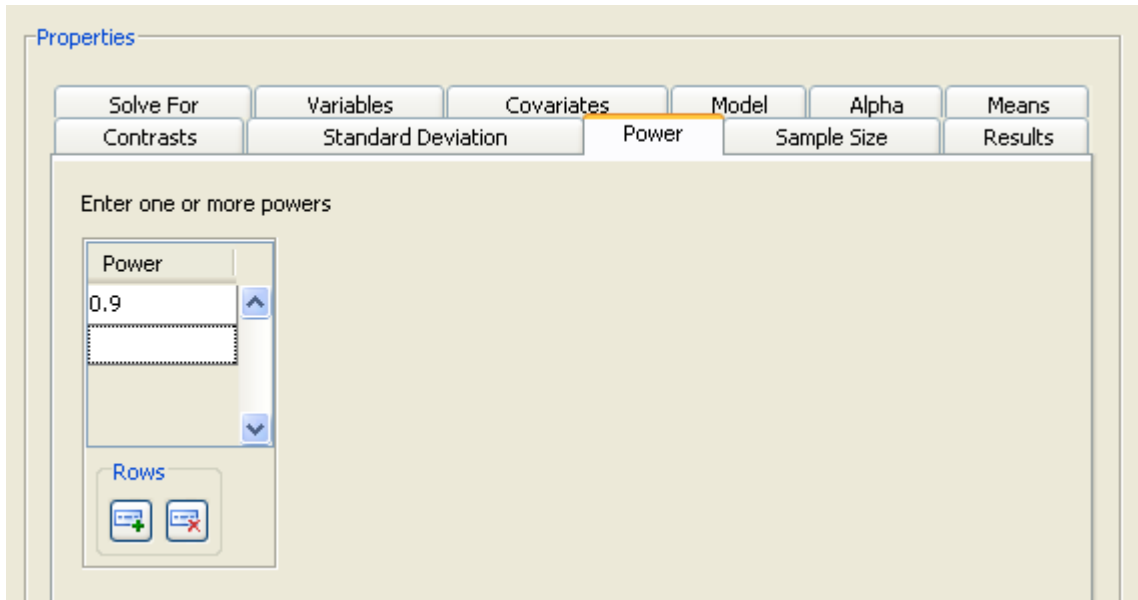 Properties
Solve For Variables Covariates Model Alpha Means
Contrasts Standard Deviation Power Sample Size Results
Enter one or more powers
Power
0.9
Rows